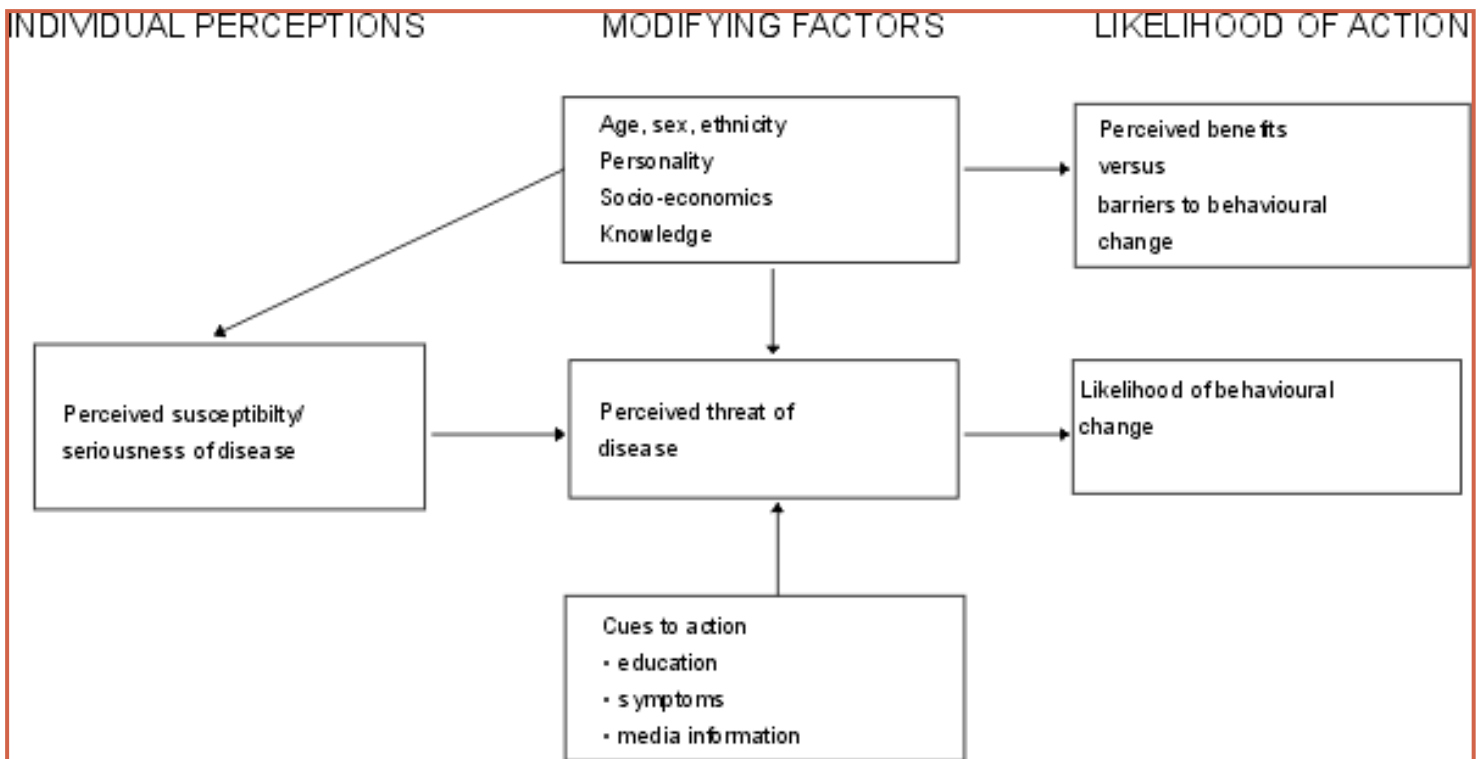 INDIVIDUAL PERCEPTIONS
MODIFYING FACTORS
LIKELIHOOD OF ACTION
Age, sex, ethnicity
Personality
Socio-economics
Knowledge
Perceived benefits
versus
barriers to behavioural
change
Perceived susceptibilty/
seriousness of disease
Perceived threat of
disease
Likelihood of behavioural
change
Cues to action
• education
• symptoms
• media information